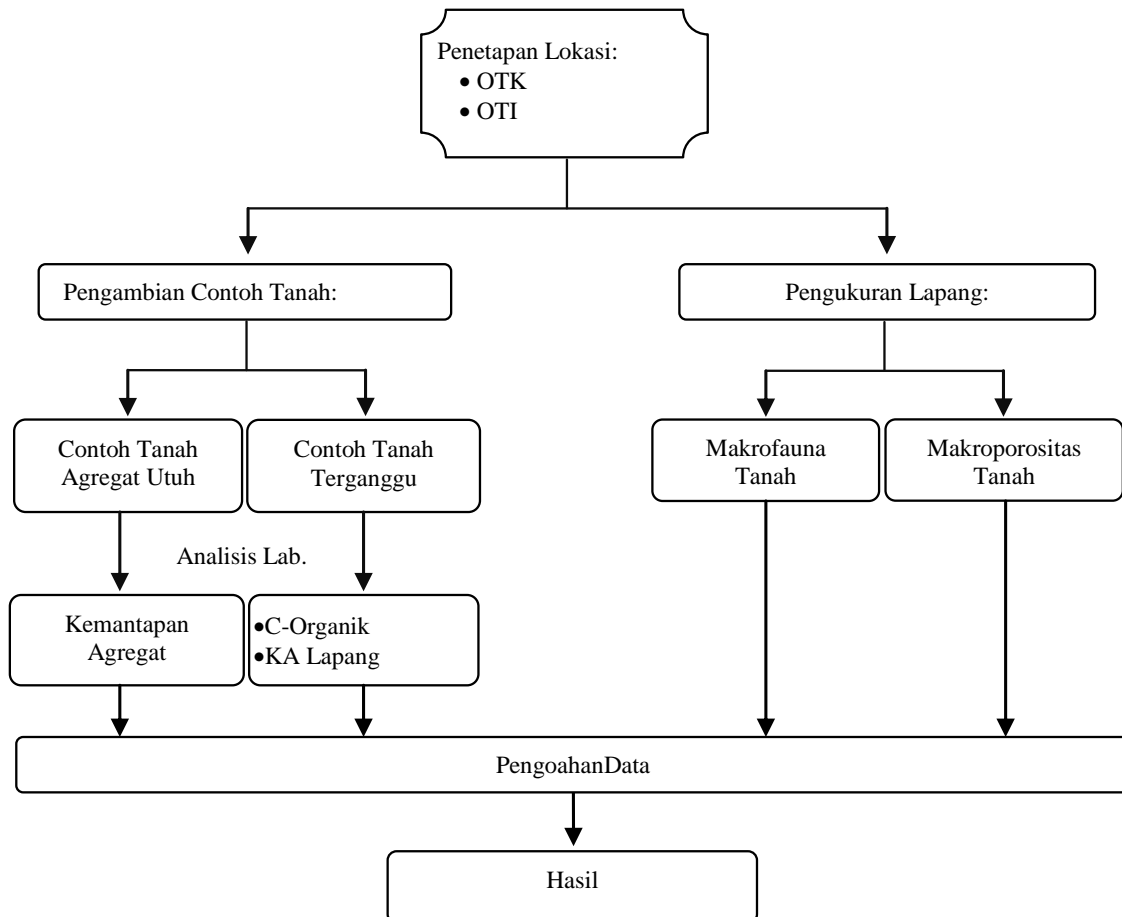 Penetapan Lokasi:
• OTK
• OTI
Pengambian Contoh Tanah:
Pengukuran Lapang:
Contoh Tanah
Agregat Utuh
Contoh Tanah
Terganggu
Makrofauna
Tanah
Makroporositas
Tanah
Analisis Lab.
Kemantapan
Agregat
•C-Organik
•KA Lapang
PengoahanData
Hasil